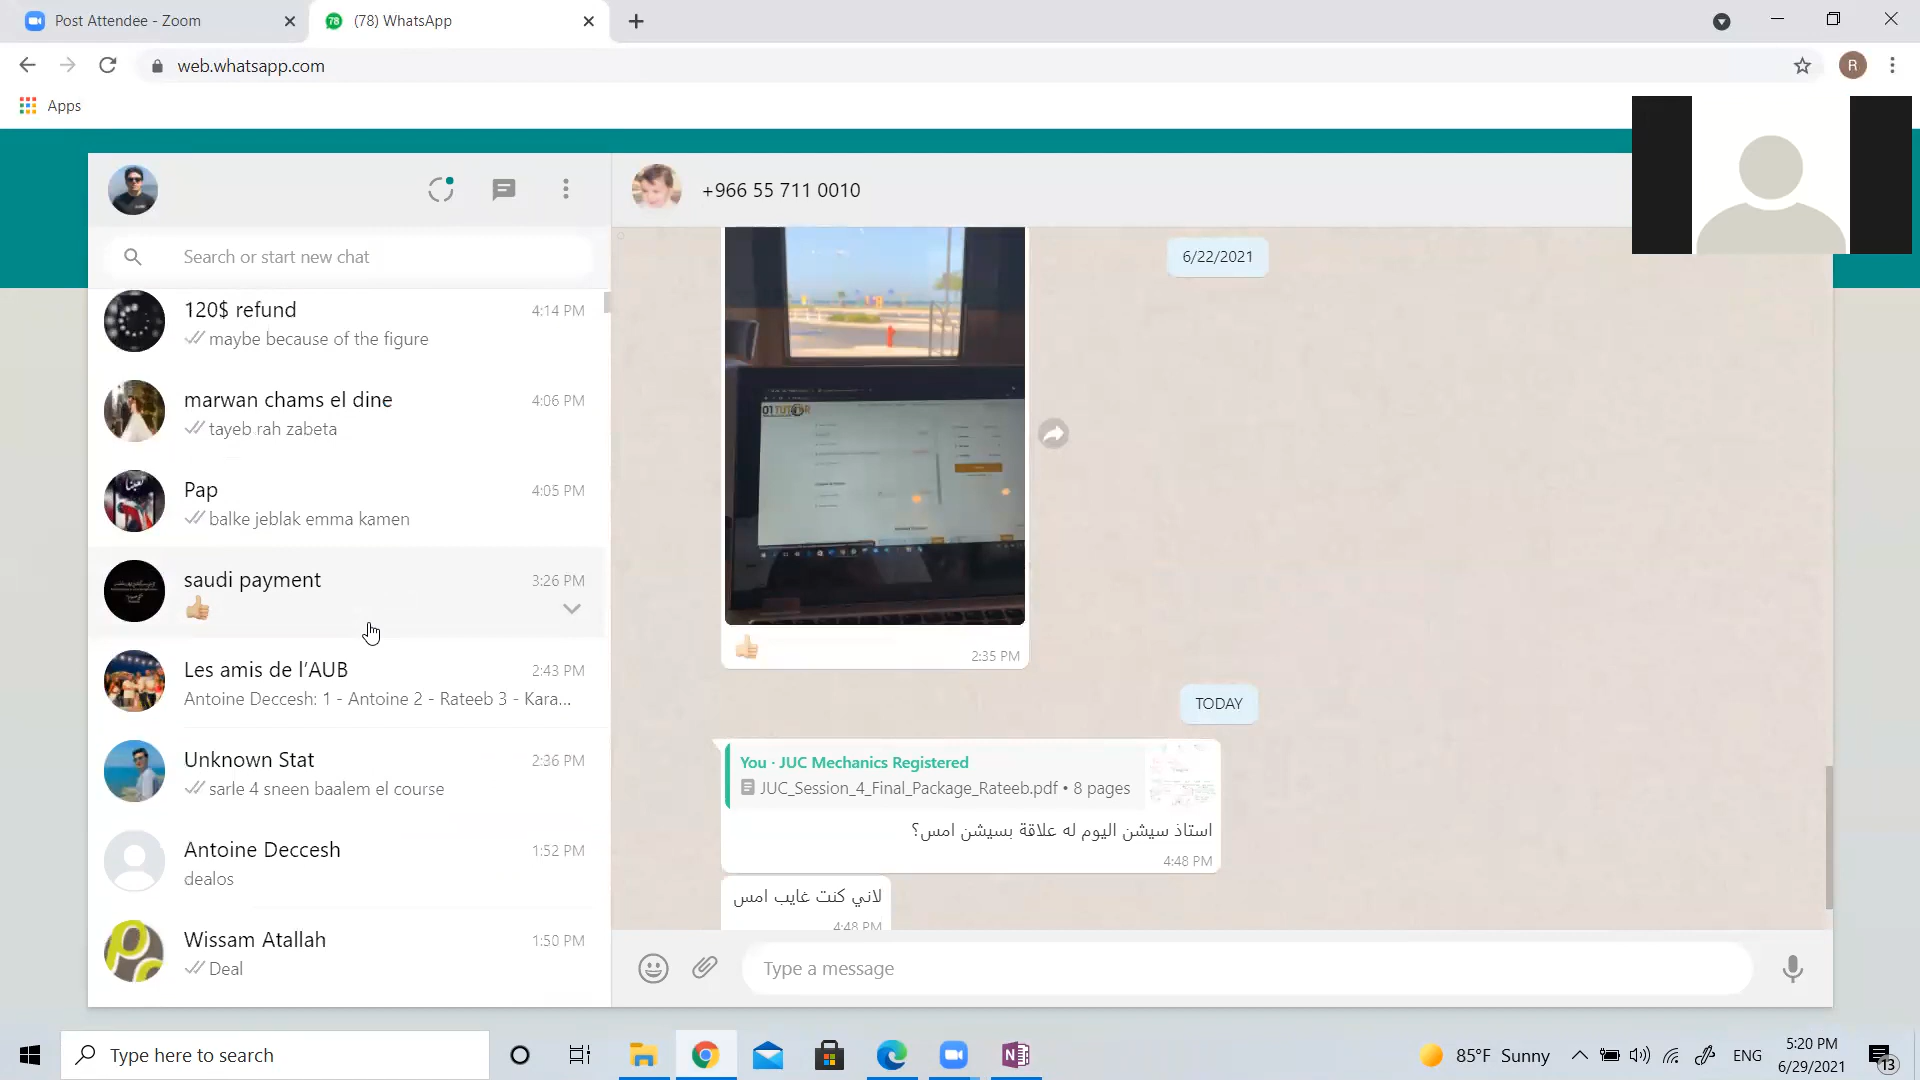 Post Attendee - Zoom
78
(78) WhatsApp
web.whatsapp.com
R
Apps
+966 55 711 0010
Search or start new chat
6/22/2021
120$ refund
4:14 PM
maybe because of the figure
marwan chams el dine
4:06 PM
tayeb rah zabeta
Pap
4:05 PM
balke jeblak emma kamen
saudi payment
3:26 PM
Les amis de l'AUB
2:43 PM
Antoine Deccesh: 1 - Antoine 2 - Rateeb 3 - Kara...
Unknown Stat
2:36 PM
sarle 4 sneen baalem el course
Antoine Deccesh
1:52 PM
dealos
Wissam Atallah
1:50 PM
Deal
2:35 PM
TODAY
You · JUC Mechanics Registered
JUC_Session_4_Final_Package_Rateeb.pdf • 8 pages
استاذ سيشن اليوم له علاقة بسيشن امس؟
4:48 PM
لاني كنت غايب امس
4:48 PM
Type a message
Type here to search
85°F Sunny
ENG
5:20 PM
6/29/2021
13